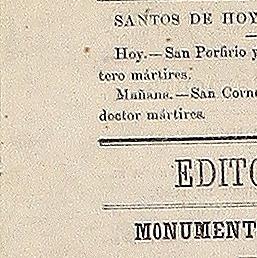 SANTOS DE HOY
Hoy.—San Porfirio y
tero mártires.
Mañana.—San Corne
doctor mártires.
EDITO
MONUMENT